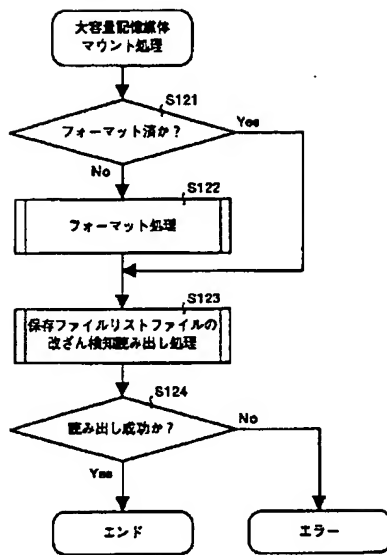 大容量記憶媒体
マウント処理
S121
フォーマット済か？
Yes
No
S122
フォーマット処理
S123
保存ファイルリストファイルの
改ざん検知読み出し処理
S124
読み出し成功か？
No
Yes
エンド
エラー